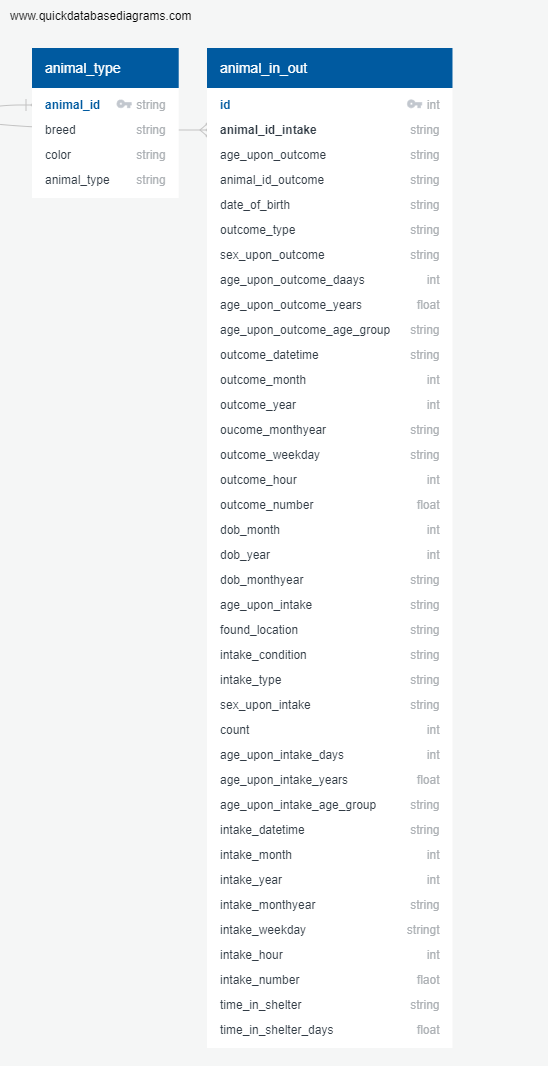 www.quickdatabasediagrams.com
animal_type
animal_id string
breed string
color string
animal_type string
animal_in_out
id int
animal_id_intake string
age_upon_outcome string
animal_id_outcome string
date_of_birth string
outcome_type string
sex_upon_outcome string
age_upon_outcome_daays int
age_upon_outcome_years float
age_upon_outcome_age_group string
outcome_datetime string
outcome_month int
outcome_year int
oucome_monthyear string
outcome_weekday string
outcome_hour int
outcome_number float
dob_month int
dob_year int
dob_monthyear string
age_upon_intake string
found_location string
intake_condition string
intake_type string
sex_upon_intake string
count int
age_upon_intake_days int
age_upon_intake_years float
age_upon_intake_age_group string
intake_datetime string
intake_month int
intake_year int
intake_monthyear string
intake_weekday stringt
intake_hour int
intake_number flaot
time_in_shelter string
time_in_shelter_days float